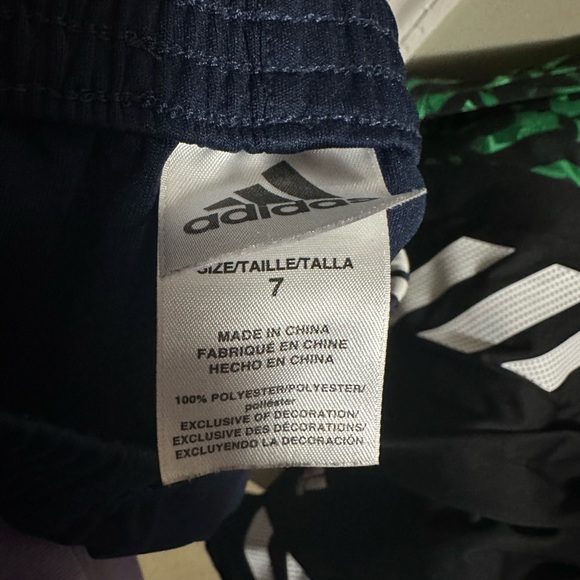 adidas
SIZE/TAILLE/TALLA
7
MADE IN CHINA
FABRIQUÉ EN CHINE
HECHO EN CHINA
100% POLYESTER/POLYESTER/
poliéster
EXCLUSIVE OF DECORATION/
EXCLUSIVE DES DÉCORATIONS/
EXCLUYENDO LA DECORACIÓN